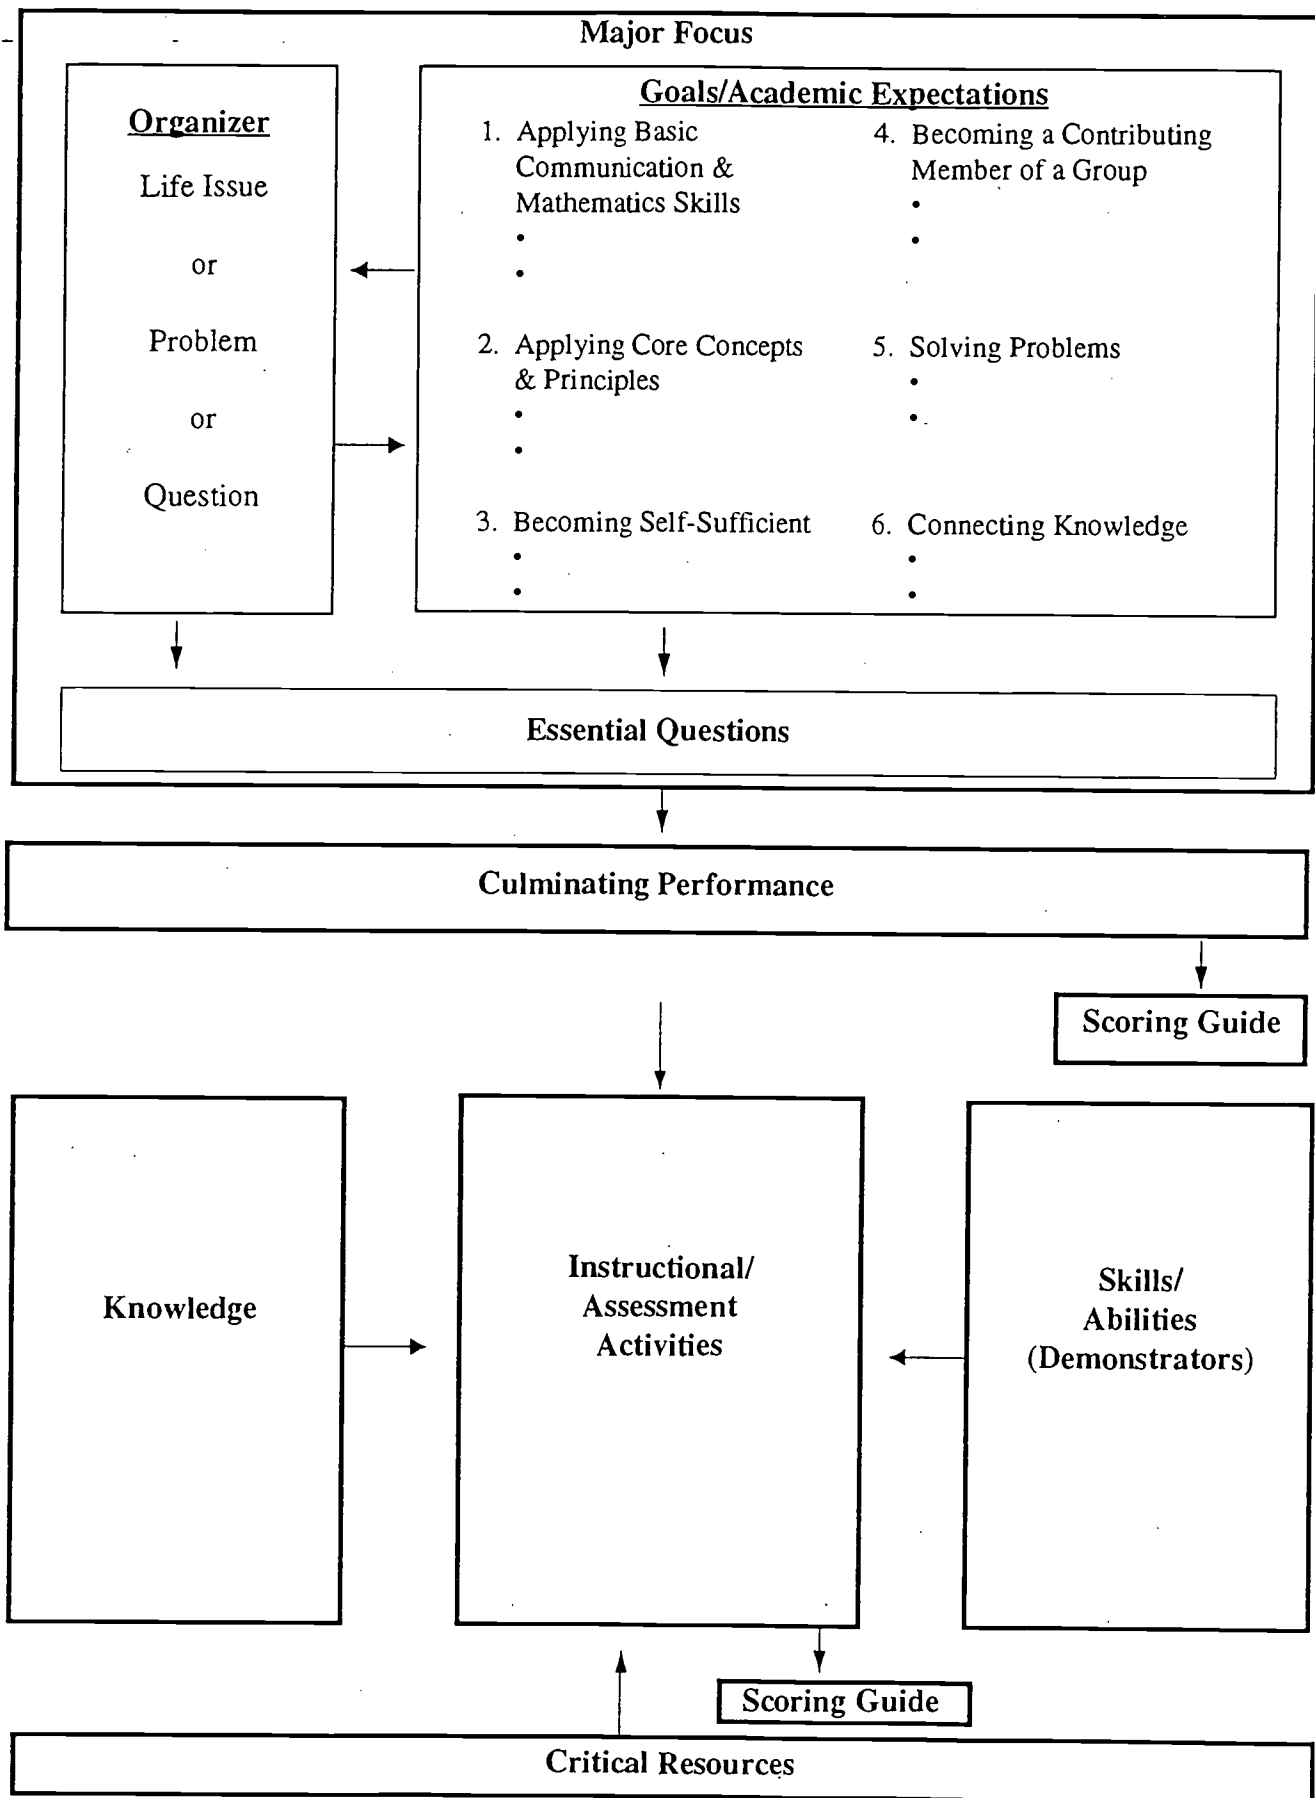 Major Focus
Organizer
Life Issue
or
Problem
or
Question
Goals/Academic Expectations
1. Applying Basic
Communication &
Mathematics Skills
•
•
2. Applying Core Concepts
& Principles
•
•
3. Becoming Self-Sufficient
•
•
4. Becoming a Contributing
Member of a Group
•
•
5. Solving Problems
•
•
6. Connecting Knowledge
•
•
Essential Questions
Culminating Performance
Scoring Guide
Knowledge
Instructional/
Assessment
Activities
Skills/
Abilities
(Demonstrators)
Scoring Guide
Critical Resources